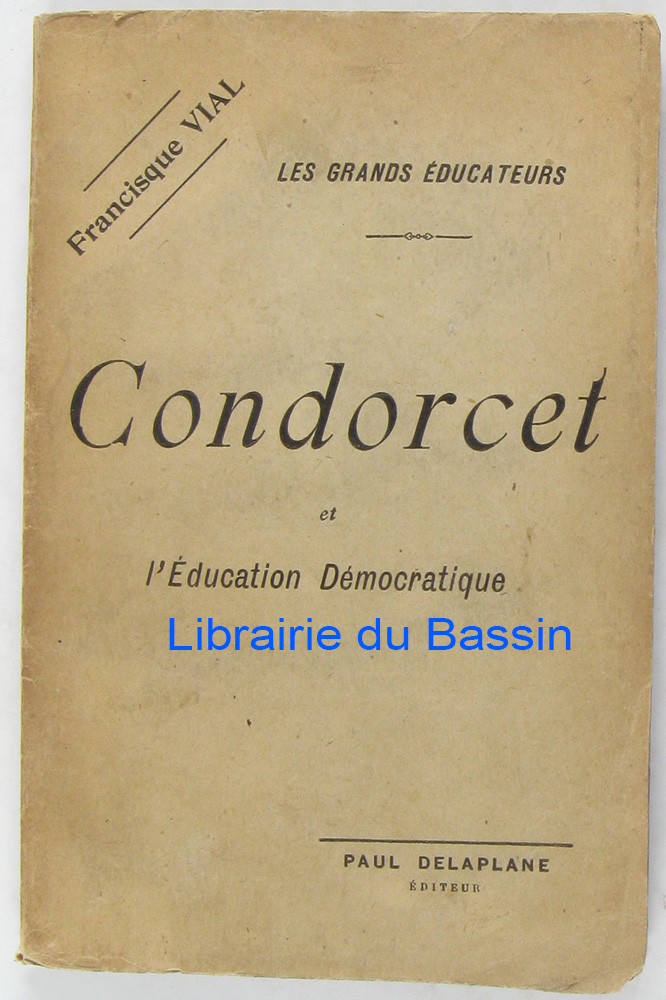 Francisque VIAL
LES GRANDS ÉDUCATEURS
Condorcet
et
l'Éducation Démocratique
Librairie du Bassin
PAUL DELAPLANE
ÉDITEUR